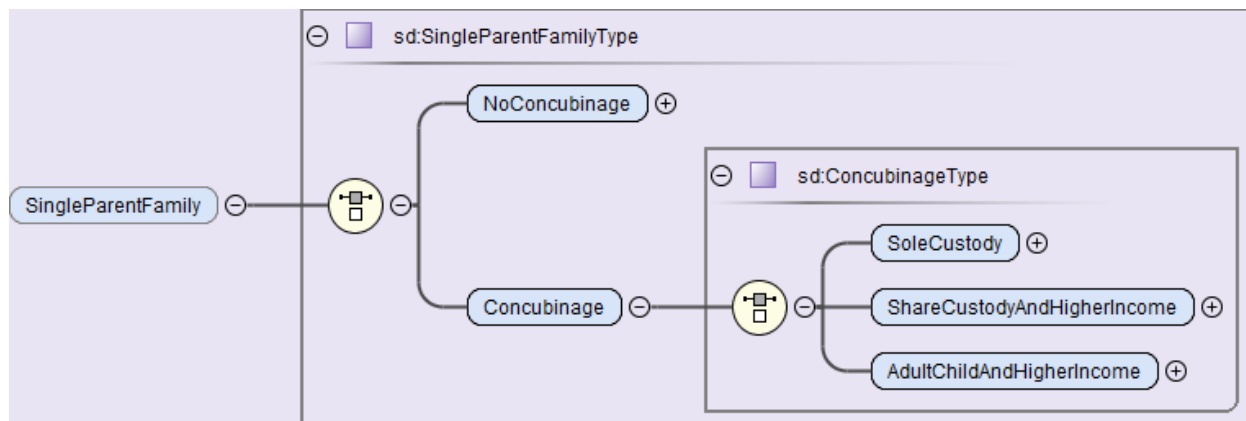 sd:SingleParentFamilyType
NoConcubinage
sd:ConcubinageType
SingleParentFamily
SoleCustody
Concubinage
ShareCustodyAndHigherIncome
AdultChildAndHigherIncome